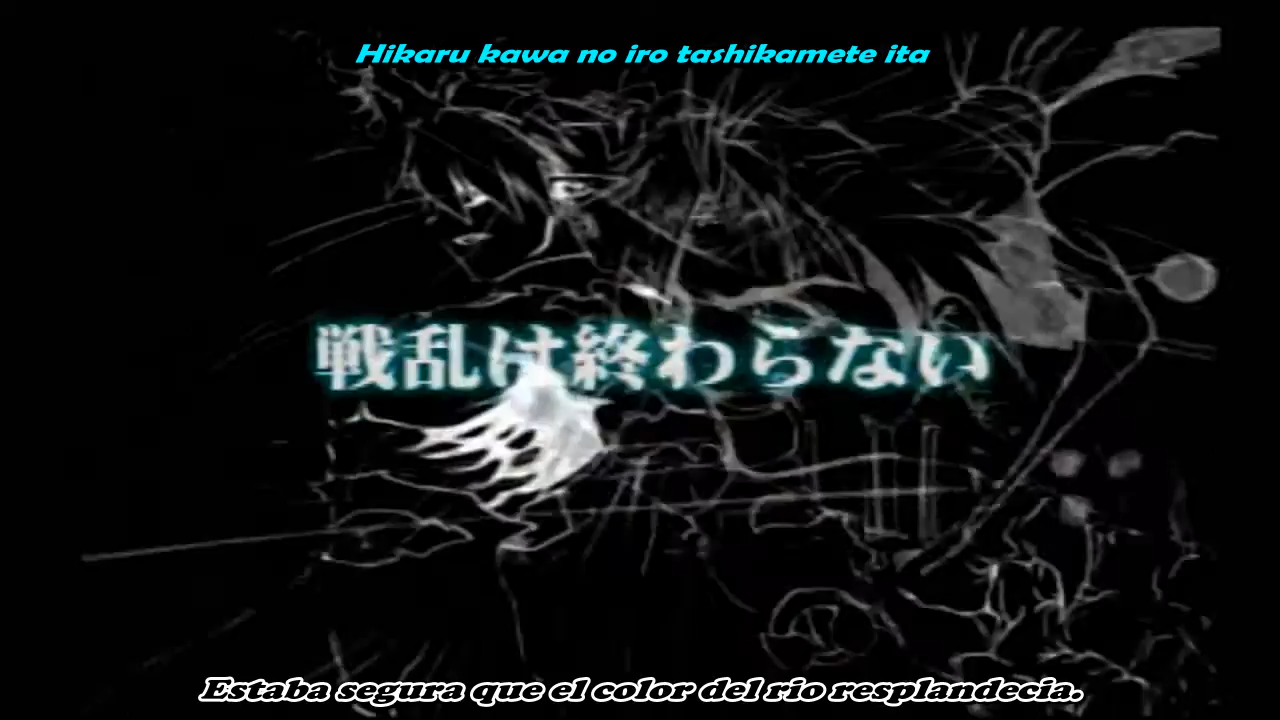 Hikaru kawa no iro tashikamete ita
戦乱は終わらない
Estaba segura que el color del rio resplandecia.